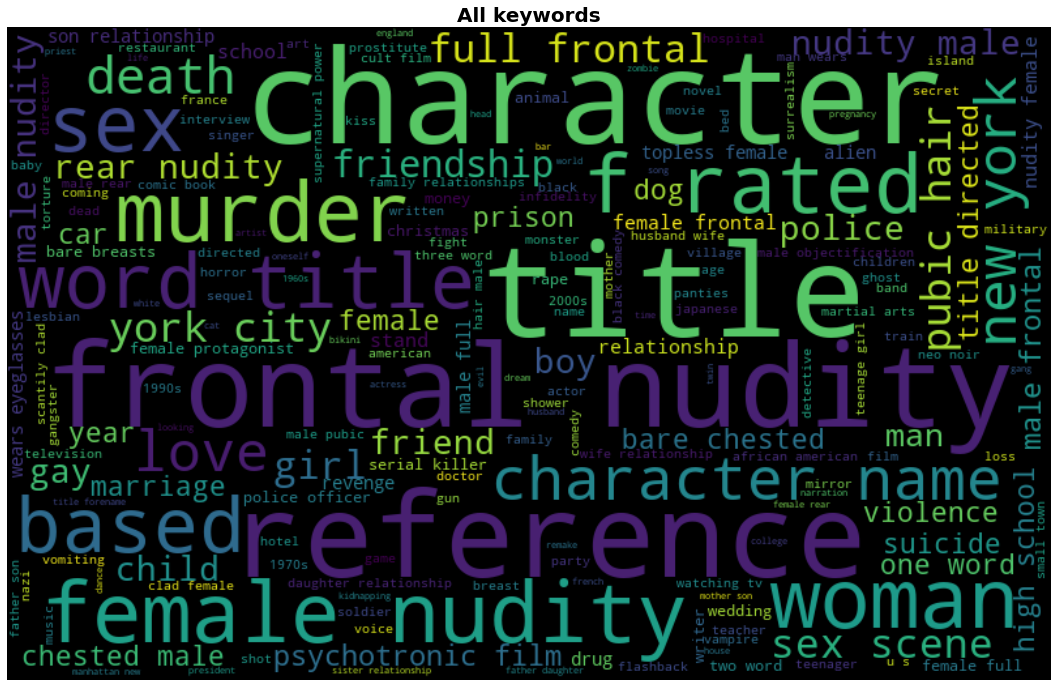 All keywords
son relationship
restaurant
school
art
prostitute
cult film
england
full frontal
hospital
nudity male
man wears
island
priest
life
death
character
director
france
interview
singer
supernatural power
kiss
animal
zombie
head
novel
movie
bed
surrealism
pregnancy
secret
nudity female
male nudity
sex
rear nudity
friendship
f rated
topless female
alien
pubic hair
title directed
new york
baby
male rear
comic book
family relationships
bar
black
world
infidelity
song
dog
torture
coming
dead
murder
written
money
christmas
prison
female frontal
police
military
car
artist
fight
three word
husband wife
male objectification
bare breasts
directed
oneself
monster
blood
mother
black comedy
village
children
word title
horror
1960s
hair male
title
rape
age
ghost
band
sequel
2000s
panties
lesbian
white
name
time
japanese
martial arts
york city
cat
bikini
female
stand
relationship
train
female protagonist
american
male full
boy
neo noir
wears eyeglasses
scantily clad
gangster
1990s
frontal nudity
actress
evil
dream
actor
twin
detective
teenage girl
gang
male frontal
shower
husband
comedy
year
looking
love
male pubic
friend
family
bare chested
man
television
gay
girl
serial killer
wife relationship
african american
film
loss
marriage
revenge
doctor
character name
mirror
narration
title forename
police officer
gun
female rear
based
reference
violence
high school
small town
hotel
remake
college
suicide
vomiting
child
1970s
game
party
one word
father son
nazi
dancer
clad female
daughter relationship
french
breast
watching tv
woman
music
female nudity
kidnapping
soldier
mother son
wedding
voice
writer
teacher
vampire
sex scene
house
chested male
shot
psychotronic film
drug
flashback
two word
teenager
u s
female full
manhattan new
president
sister relationship
father daughter